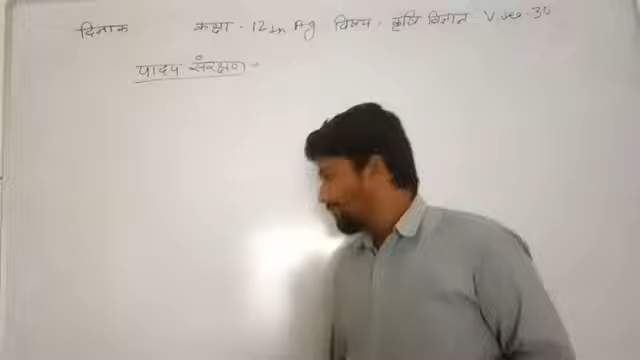 दिनांक कक्षा - 12th Ag विषय - कृषि विज्ञान V.no. 30
पादप संरक्षण -